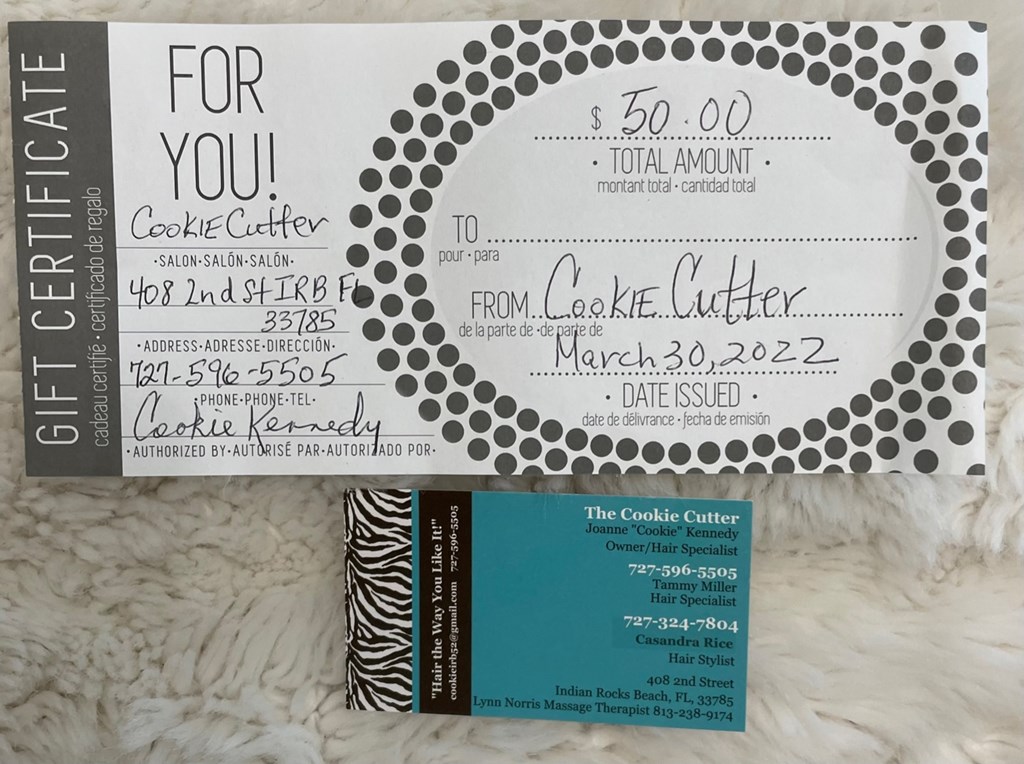 GIFT CERTIFICATE
cadeau certifié • certificado de regalo
FOR
YOU!
Cookie Cutter
•SALON•SALÓN•SALÓN•
408 2nd St IRB FL
33785
•ADDRESS•ADRESSE•DIRECCIÓN•
727-596-5505
•PHONE•PHONE•TEL•
Cookie Kennedy
•AUTHORIZED BY•AUTORISÉ PAR•AUTORIZADO POR•
$ 50.00
• TOTAL AMOUNT •
montant total • cantidad total
TO
pour • para
FROM Cookie Cutter
de la parte de •de parte de
March 30, 2022
• DATE ISSUED •
date de délivrance • fecha de emisión
"Hair the Way You Like It!"
cookieirb52@gmail.com 727-596-5505
The Cookie Cutter
Joanne "Cookie" Kennedy
Owner/Hair Specialist
727-596-5505
Tammy Miller
Hair Specialist
727-324-7804
Casandra Rice
Hair Stylist
408 2nd Street
Indian Rocks Beach, FL, 33785
Lynn Norris Massage Therapist 813-238-9174